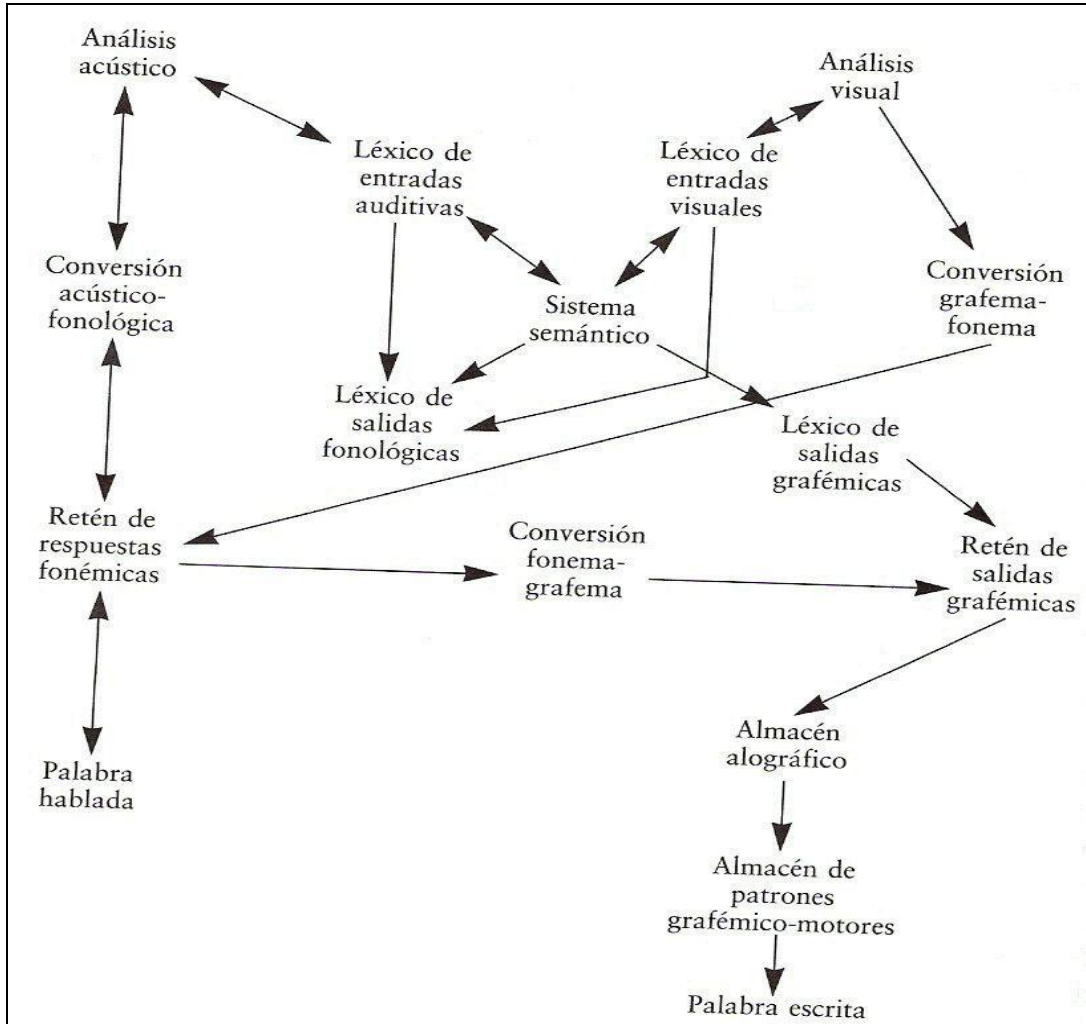 Análisis
acústico
Análisis
visual
Léxico de
entradas
auditivas
Léxico de
entradas
visuales
Conversión
acústico-
fonológica
Sistema
semántico
Conversión
grafema-
fonema
Léxico de
salidas
fonológicas
Léxico de
salidas
grafémicas
Retén de
respuestas
fonémicas
Conversión
fonema-
grafema
Retén de
salidas
grafémicas
Palabra
hablada
Almacén
alográfico
Almacén de
patrones
grafémico-motores
Palabra escrita